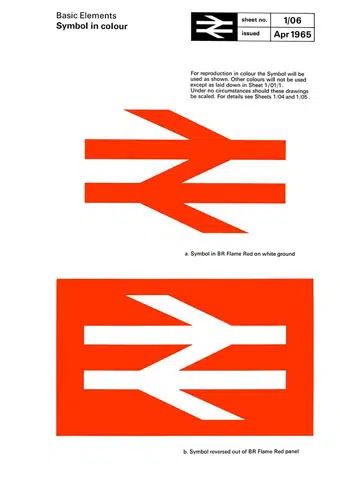 Basic Elements
Symbol in colour
sheet no. 1/06
issued Apr 1965
For reproduction in colour the Symbol will be
used as shown. Other colours will not be used
except as laid down in Sheet 1/01/1.
Under no circumstances should these drawings
be scaled. For details see Sheets 1/04 and 1/05.
a. Symbol in BR Flame Red on white ground
b. Symbol reversed out of BR Flame Red panel